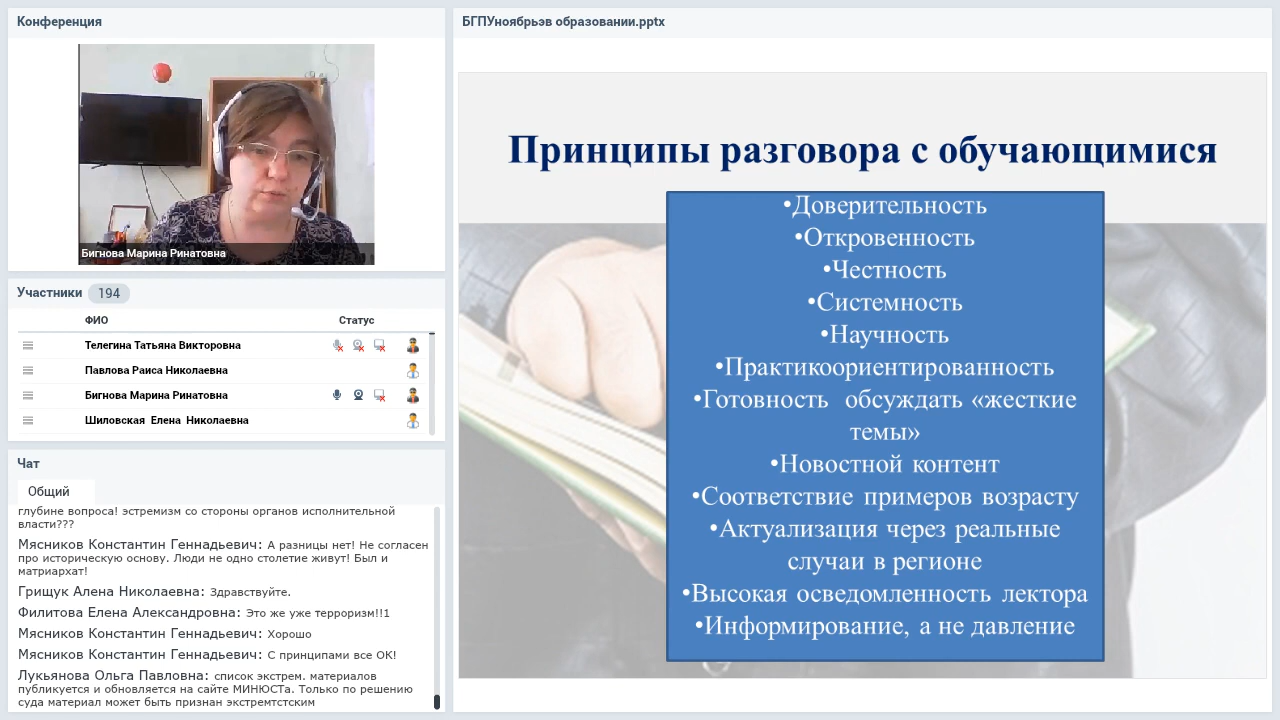 Конференция
Бигнова Марина Ринатовна
Участники 194
ФИО Статус
Телегина Татьяна Викторовна
Павлова Раиса Николаевна
Бигнова Марина Ринатовна
Шиловская Елена Николаевна
Чат
Общий
глубине вопроса! эстремизм со стороны органов исполнительной
власти???
Мясников Константин Геннадьевич: А разницы нет! Не согласен
про историческую основу. Люди не одно столетие живут! Был и
матриархат!
Грищук Алена Николаевна: Здравствуйте.
Филитова Елена Александровна: Это же уже терроризм!!1
Мясников Константин Геннадьевич: Хорошо
Мясников Константин Геннадьевич: С принципами все ОК!
Лукьянова Ольга Павловна: список экстрем. материалов
публикуется и обновляется на сайте МИНЮСТа. Только по решению
суда материал может быть признан экстремтстским
БГПУноябрьэв образовании.pptx
Принципы разговора с обучающимися
•Доверительность
•Откровенность
•Честность
•Системность
•Научность
•Практикоориентированность
•Готовность обсуждать «жесткие
темы»
•Новостной контент
•Соответствие примеров возрасту
•Актуализация через реальные
случаи в регионе
•Высокая осведомленность лектора
•Информирование, а не давление